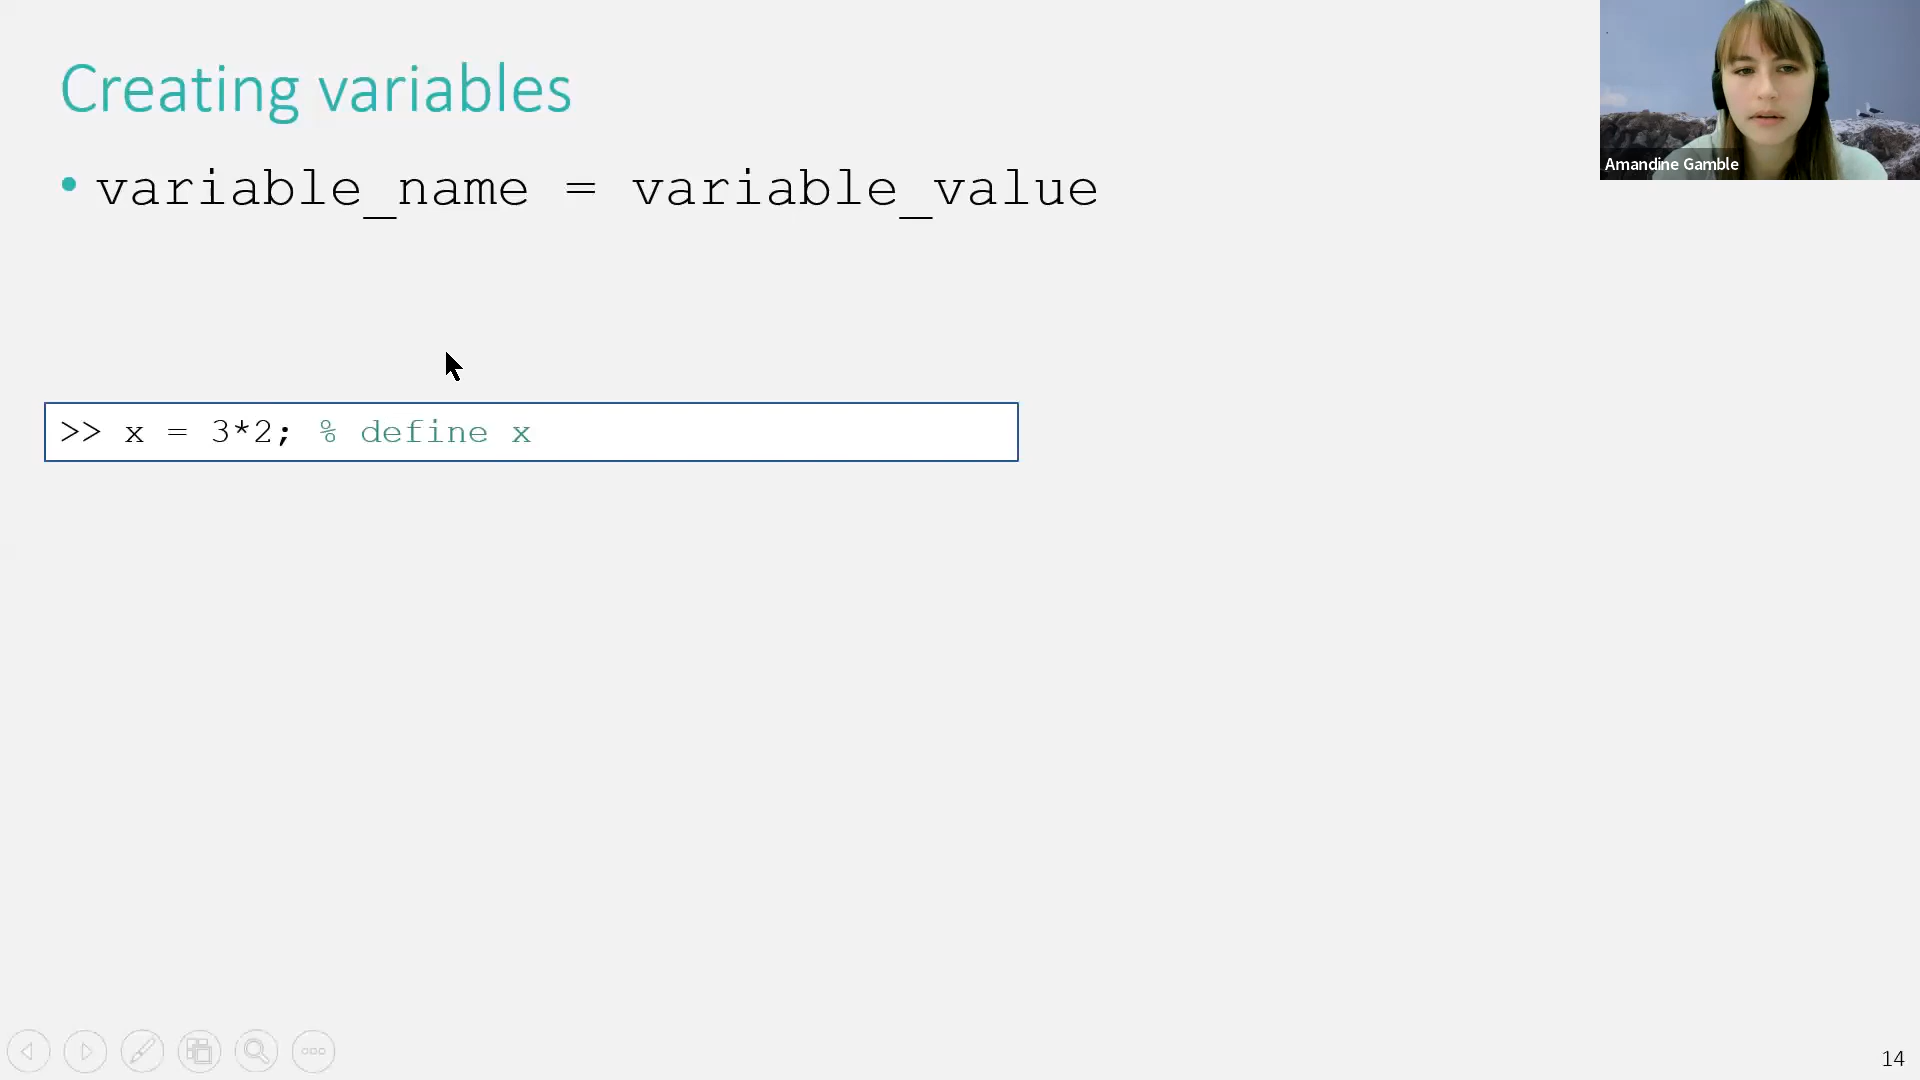 Creating variables
• variable_name = variable_value
>> x = 3*2; % define x
Amandine Gamble
14